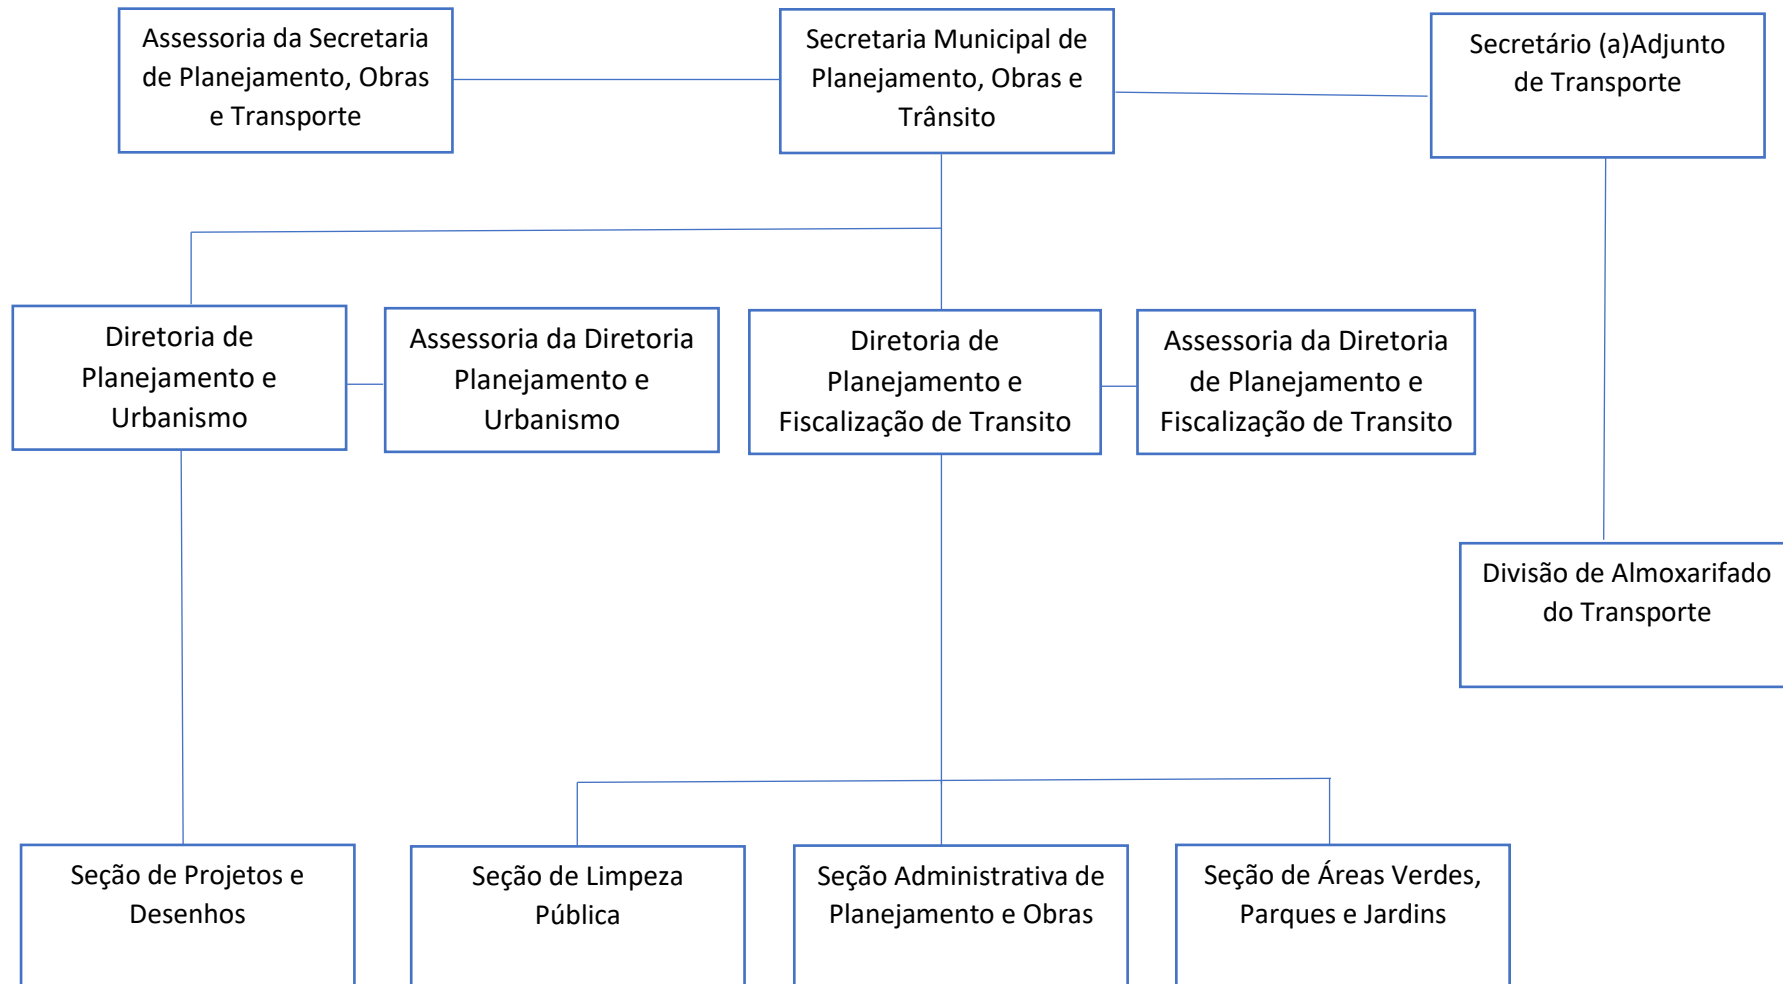 Assessoria da Secretaria
de Planejamento, Obras
e Transporte
Secretaria Municipal de
Planejamento, Obras e
Trânsito
Secretário (a)Adjunto
de Transporte
Diretoria de
Planejamento e
Urbanismo
Assessoria da Diretoria
Planejamento e
Urbanismo
Diretoria de
Planejamento e
Fiscalização de Transito
Assessoria da Diretoria
de Planejamento e
Fiscalização de Transito
Divisão de Almoxarifado
do Transporte
Seção de Projetos e
Desenhos
Seção de Limpeza
Pública
Seção Administrativa de
Planejamento e Obras
Seção de Áreas Verdes,
Parques e Jardins